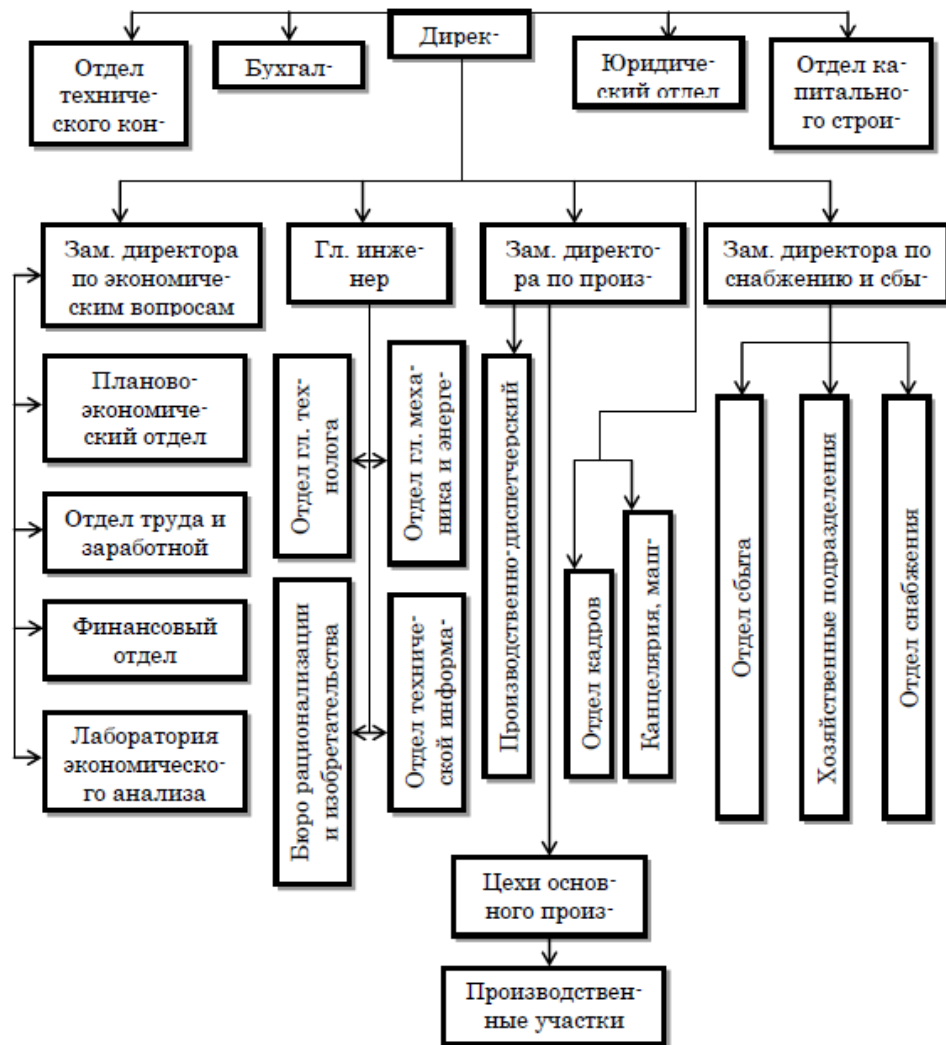 Дирек-
Отдел
техниче-
ского кон-
Бухгал-
Юридиче-
ский отдел
Отдел ка-
питально-
го строи-
Зам. директора
по экономиче-
ским вопросам
Гл. инже-
нер
Зам. директо-
ра по произ-
Зам. директора по
снабжению и сбы-
Планово-
экономиче-
ский отдел
Отдел труда и
заработной
Финансовый
отдел
Лаборатория
экономическо-
го анализа
Отдел гл. тех-
нолога
Отдел гл. меха-
ника и энерге-
Бюро рационализации
и изобретательства
Отдел техниче-
ской информа-
Производственно-диспетчерский
Отдел кадров
Канцелярия, маш-
Отдел сбыта
Хозяйственные подразделения
Отдел снабжения
Цехи основ-
ного произ-
Производствен-
ные участки